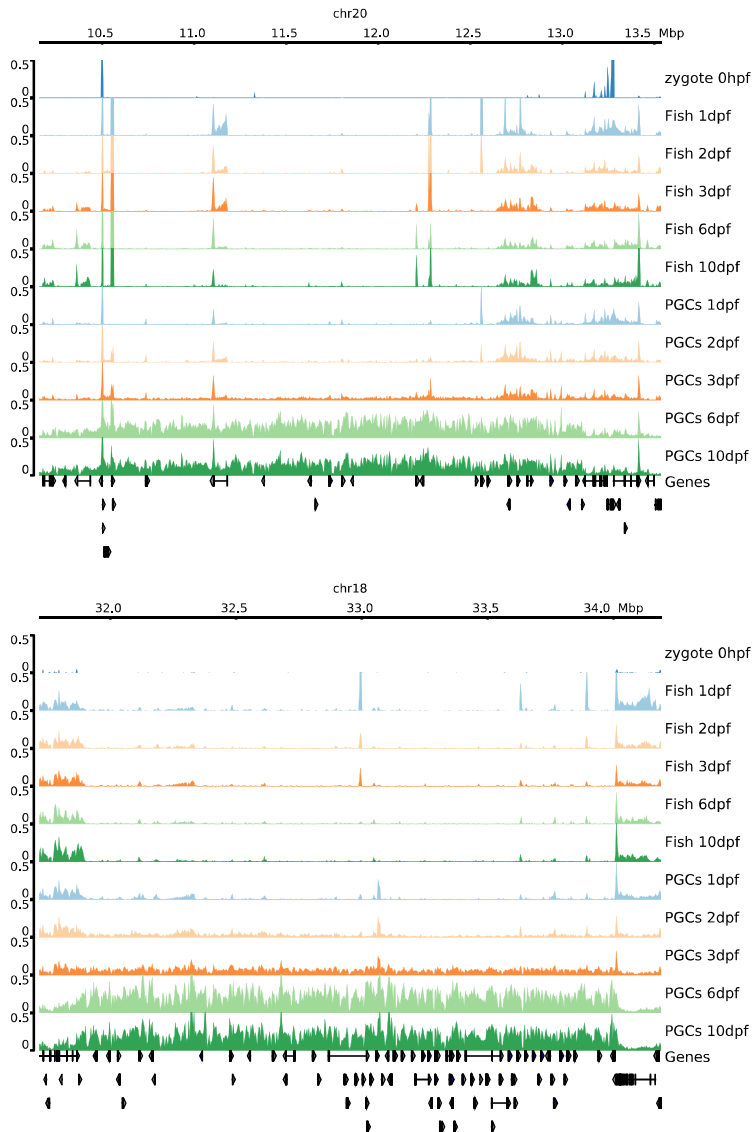 chr20
10.5 11.0 11.5 12.0 12.5 13.0 13.5 Mbp
0.5
0
zygote 0hpf
0.5
0
Fish 1dpf
0.5
0
Fish 2dpf
0.5
0
Fish 3dpf
0.5
0
Fish 6dpf
0.5
0
Fish 10dpf
0.5
0
PGCs 1dpf
0.5
0
PGCs 2dpf
0.5
0
PGCs 3dpf
0.5
0
PGCs 6dpf
0.5
0
PGCs 10dpf
Genes
chr18
32.0 32.5 33.0 33.5 34.0 Mbp
0.5
0
zygote 0hpf
0.5
0
Fish 1dpf
0.5
0
Fish 2dpf
0.5
0
Fish 3dpf
0.5
0
Fish 6dpf
0.5
0
Fish 10dpf
0.5
0
PGCs 1dpf
0.5
0
PGCs 2dpf
0.5
0
PGCs 3dpf
0.5
0
PGCs 6dpf
0.5
0
PGCs 10dpf
Genes